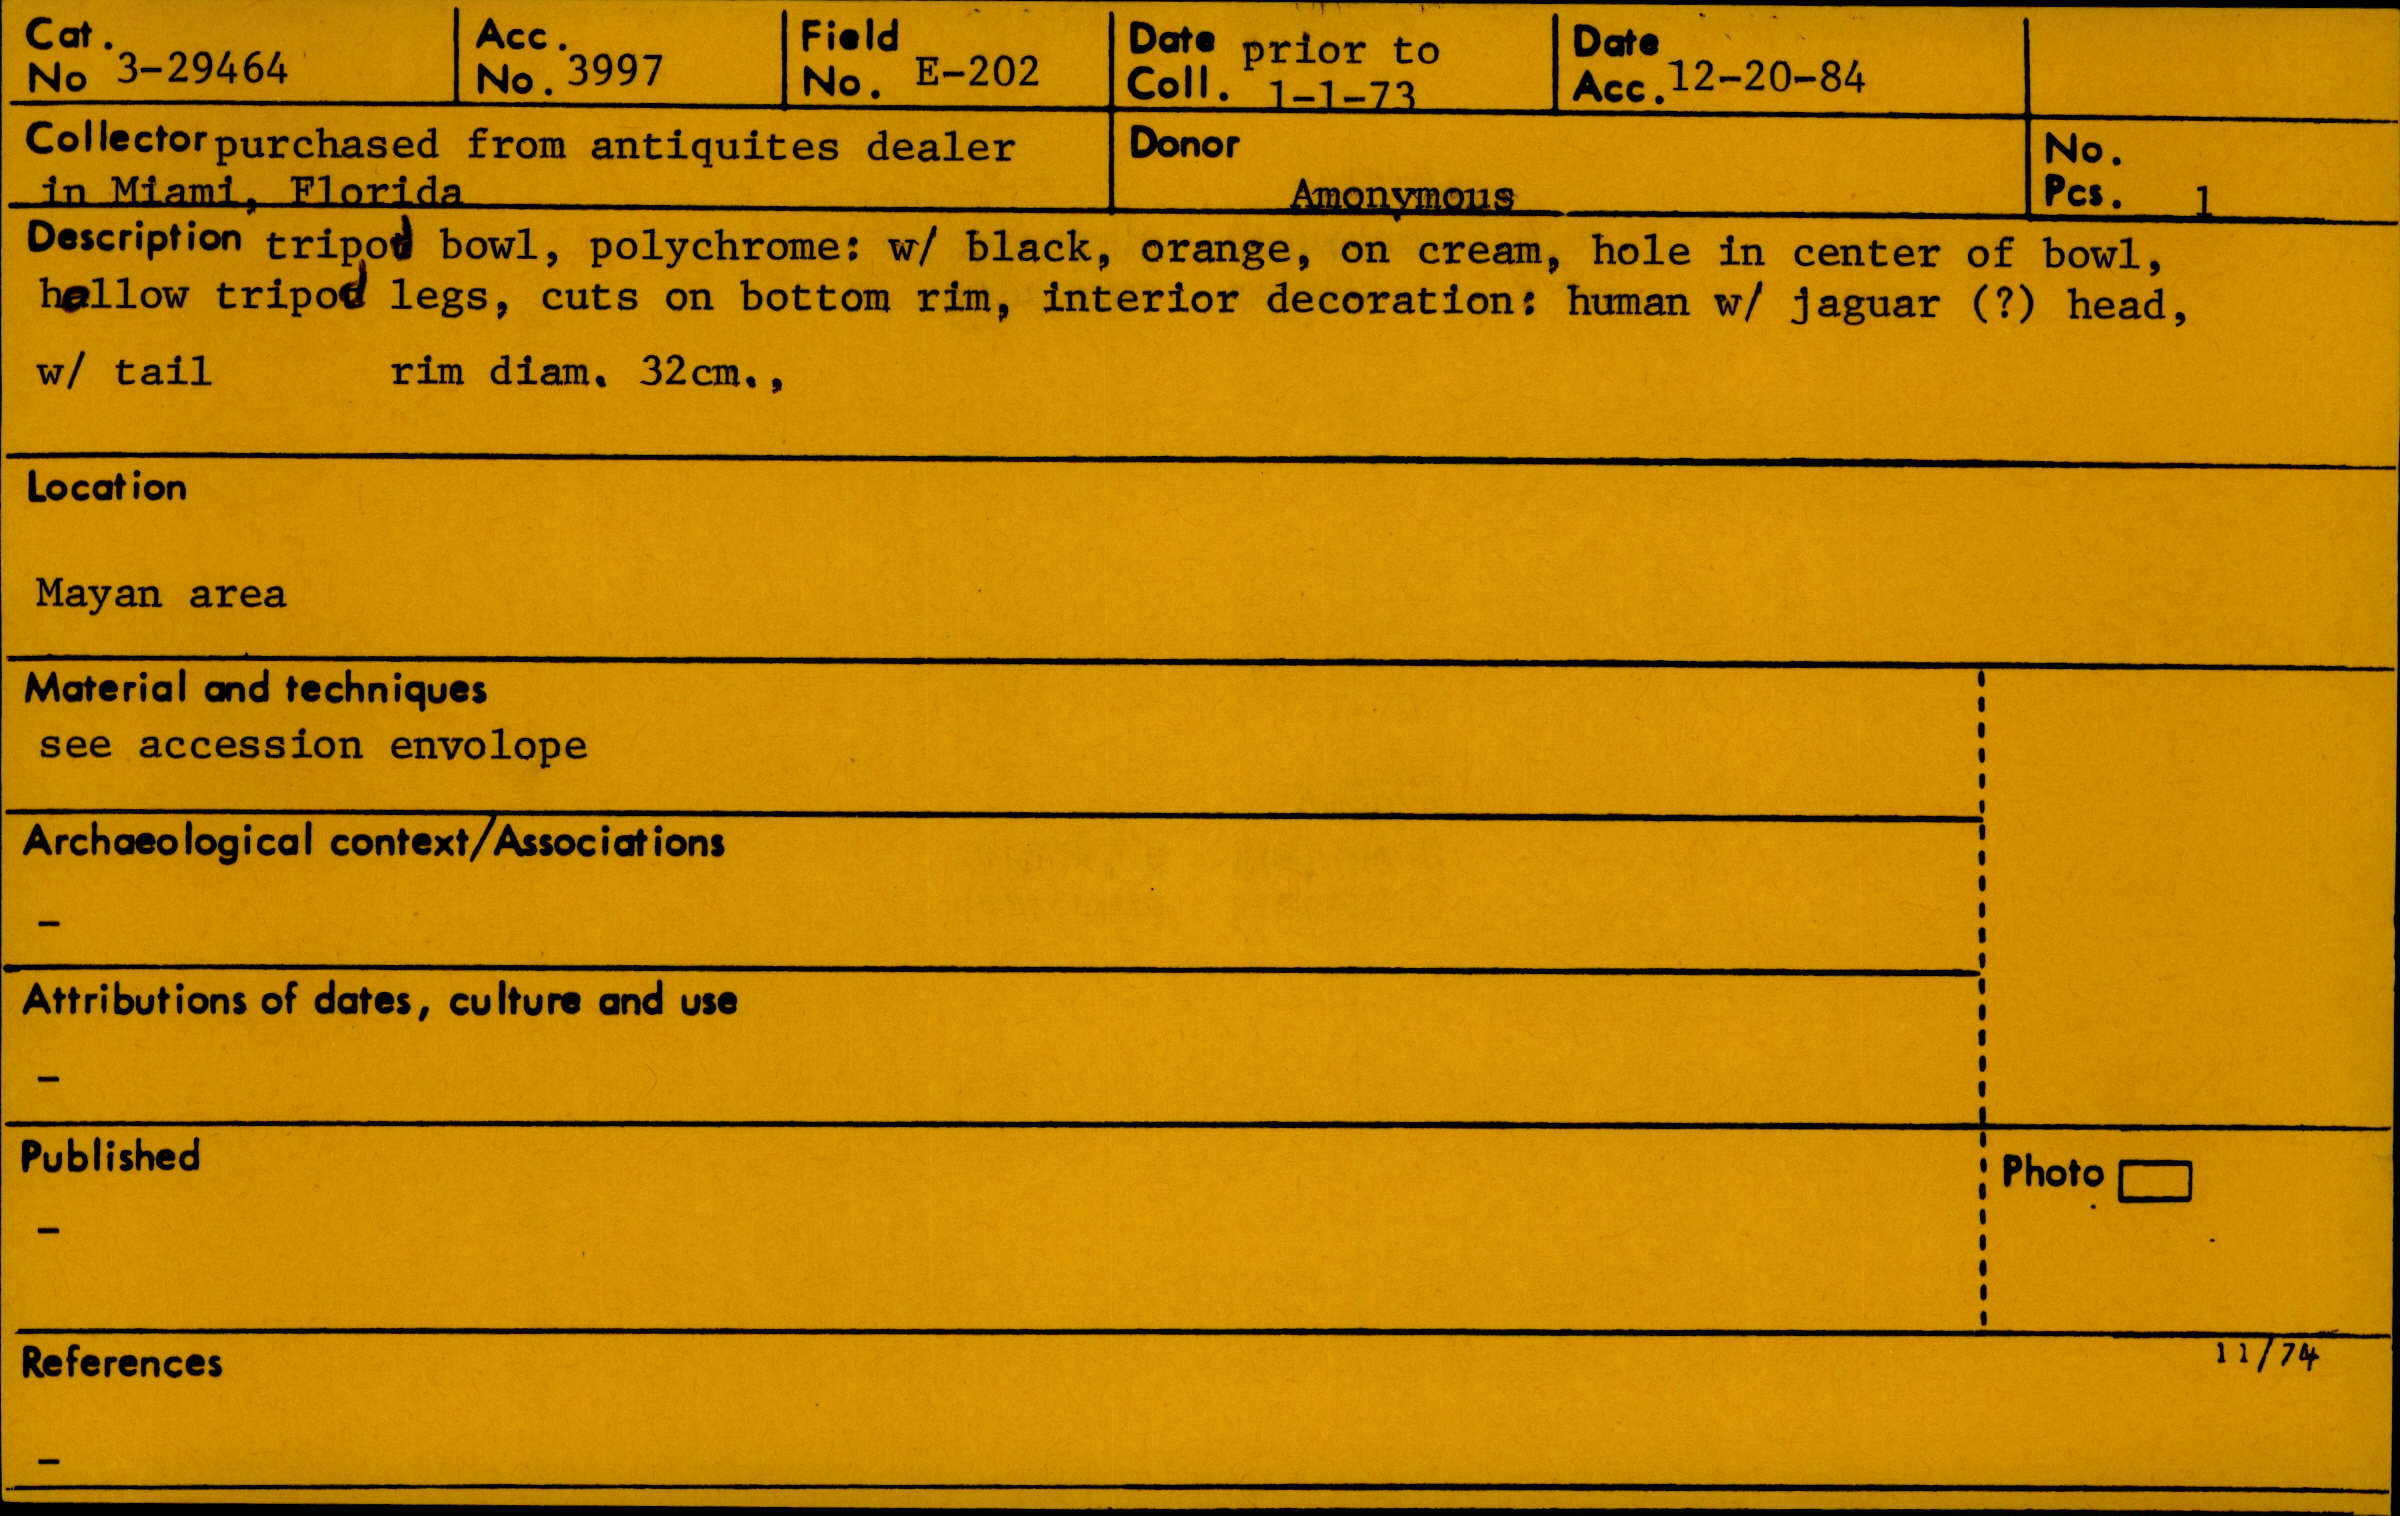 Cat. No 3-29464
Acc. No. 3997
Field No. E-202
Date Coll. prior to 1-1-73
Date Acc. 12-20-84
Collector purchased from antiquites dealer
in Miami, Florida
Donor
Amonymous
No. Pcs. 1
Description tripod bowl, polychrome: w/ black, orange, on cream, hole in center of bowl,
hollow tripod legs, cuts on bottom rim, interior decoration: human w/ jaguar (?) head,
w/ tail rim diam. 32cm.,
Location
Mayan area
Material and techniques
see accession envolope
Archaeological context/Associations
–
Attributions of dates, culture and use
–
Published
–
Photo
References
11/74
–